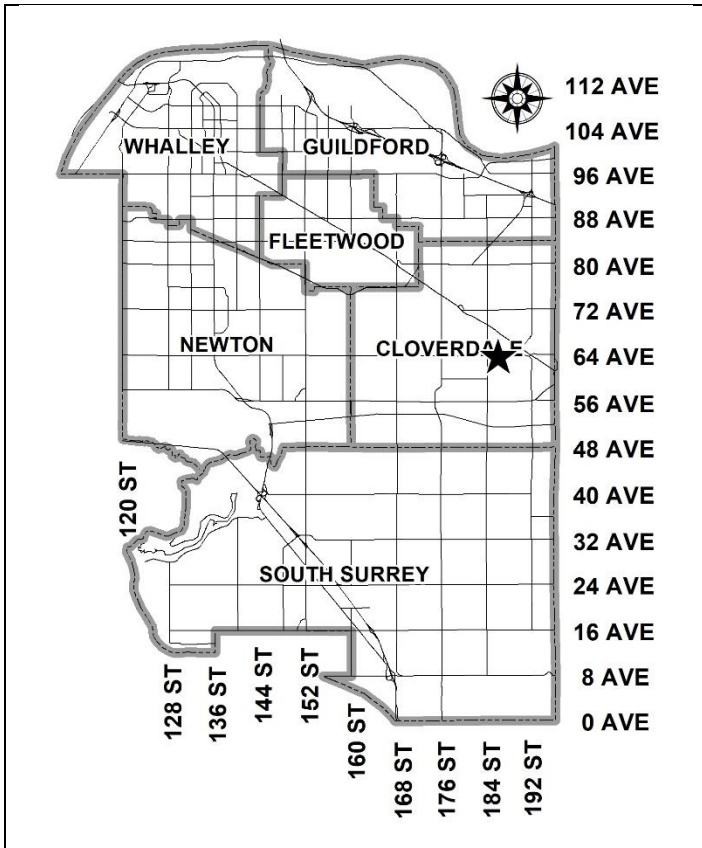 112 AVE
104 AVE
WHALLEY
GUILDFORD
96 AVE
88 AVE
FLEETWOOD
80 AVE
72 AVE
NEWTON
CLOVERDALE
64 AVE
56 AVE
48 AVE
120 ST
40 AVE
32 AVE
SOUTH SURREY
24 AVE
16 AVE
8 AVE
0 AVE
128 ST
136 ST
144 ST
152 ST
160 ST
168 ST
176 ST
184 ST
192 ST